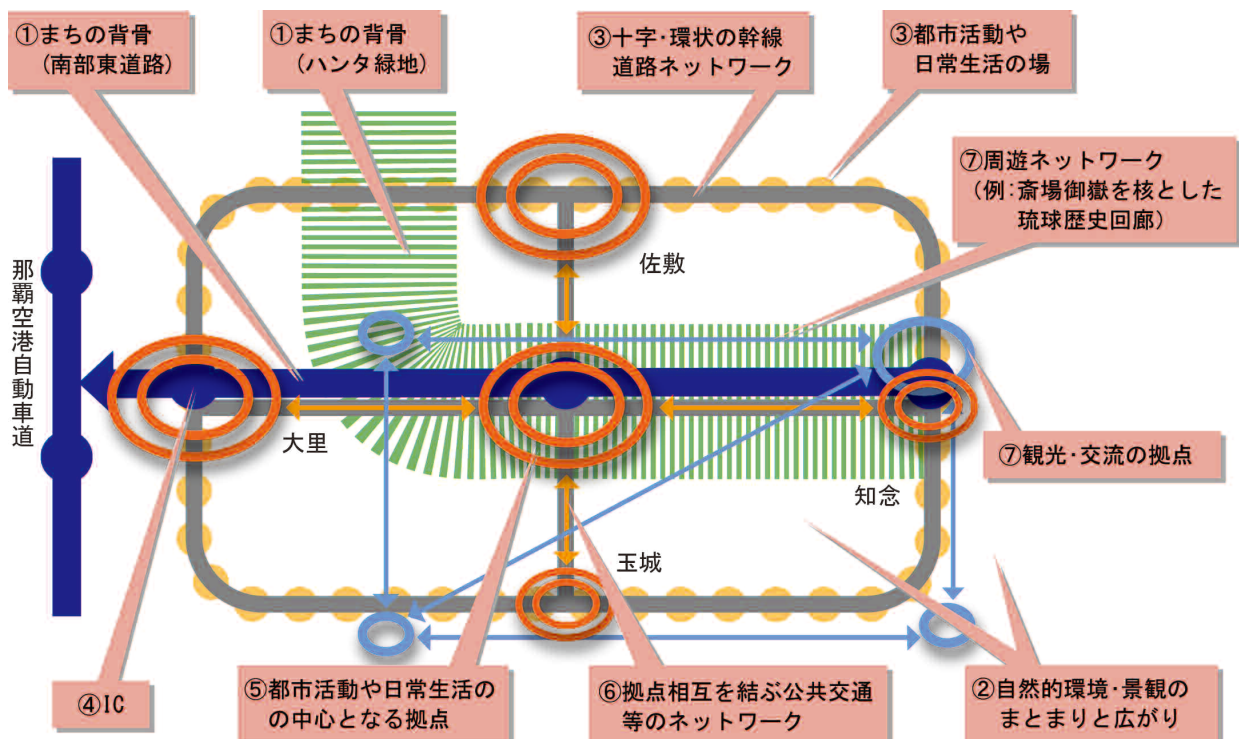 ①まちの背骨
(南部東道路)
①まちの背骨
(ハンタ緑地)
③十字・環状の幹線
道路ネットワーク
③都市活動や
日常生活の場
⑦周遊ネットワーク
(例:斎場御嶽を核とした
琉球歴史回廊)
佐敷
那覇空港自動車道
大里
⑦観光・交流の拠点
知念
玉城
④IC
⑤都市活動や日常生活の
の中心となる拠点
⑥拠点相互を結ぶ公共交通
等のネットワーク
②自然的環境・景観の
まとまりと広がり